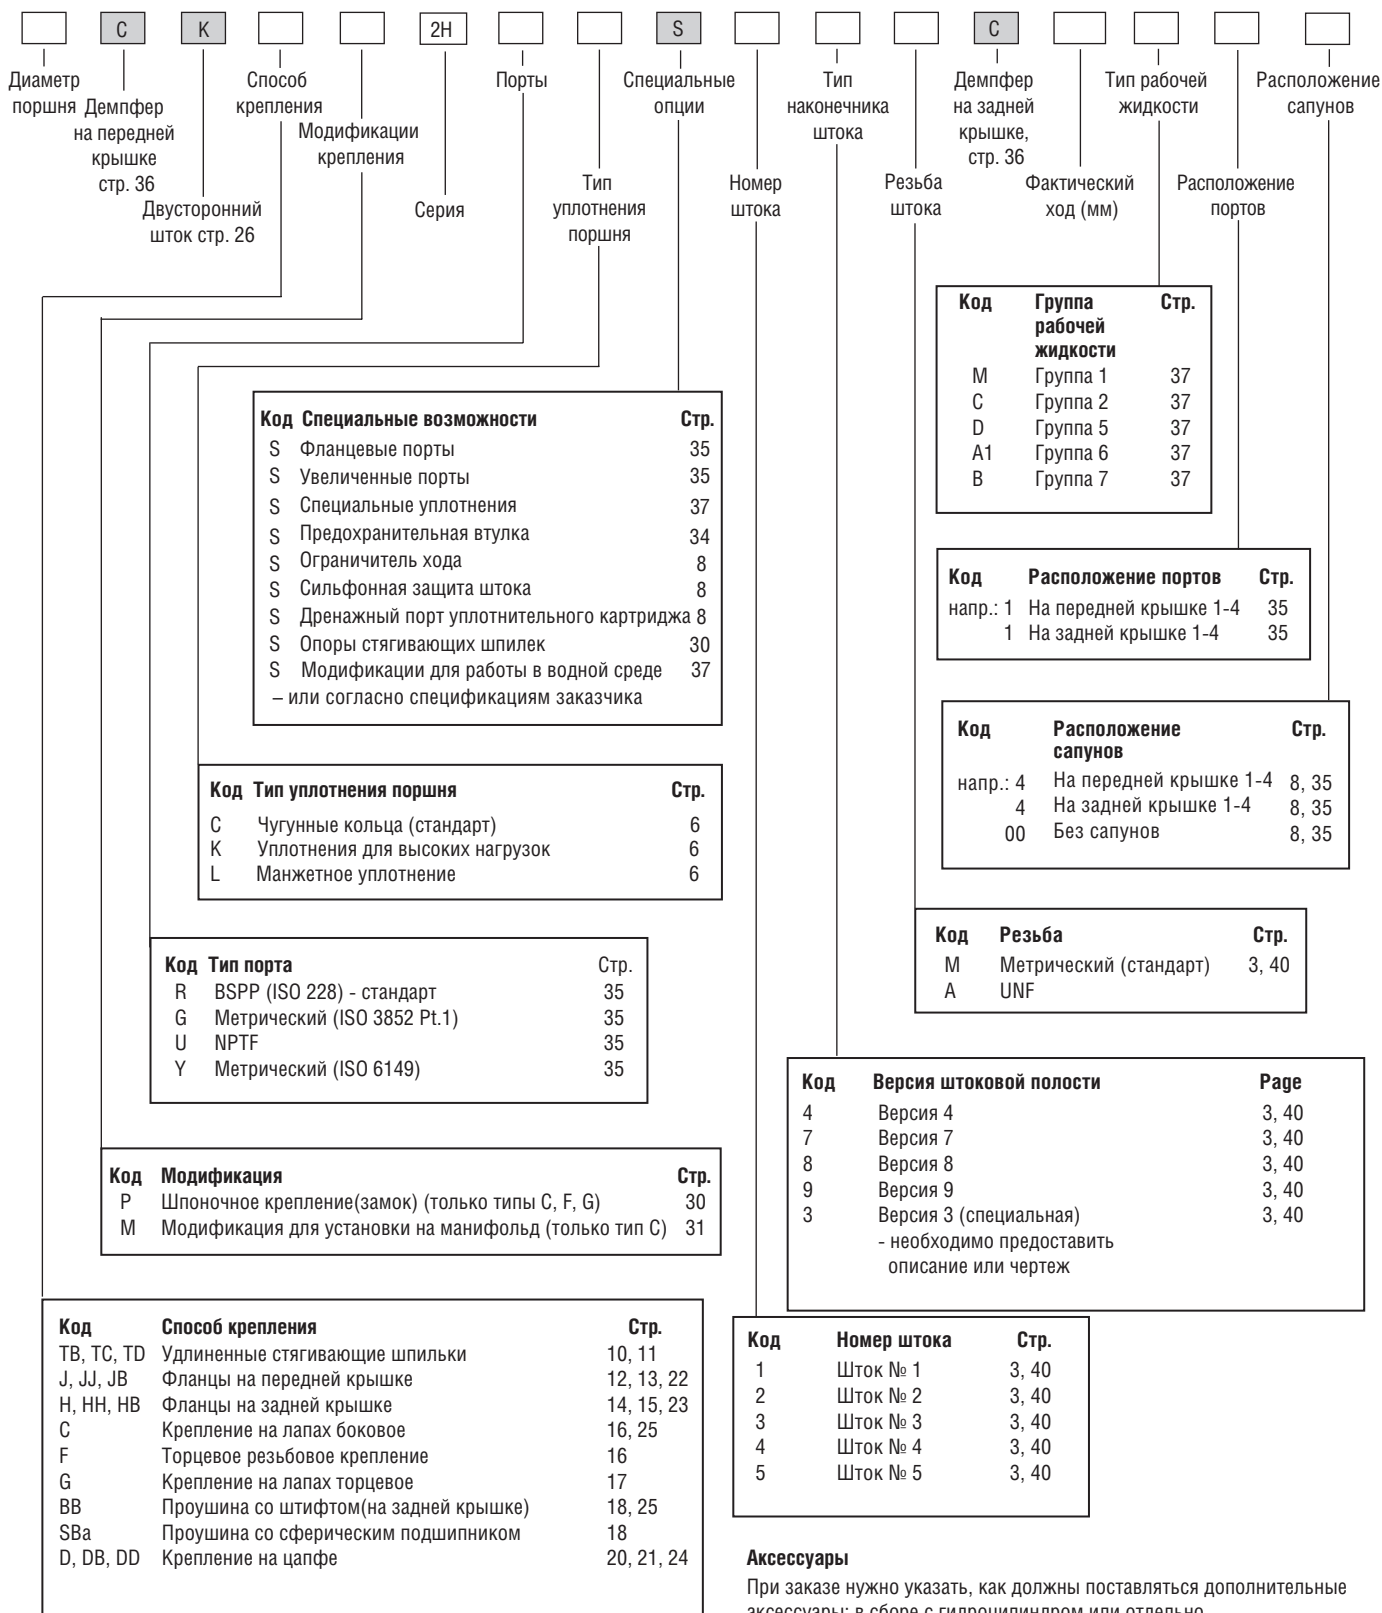 C K 2H S C
Диаметр поршня
Демпфер на передней крышке стр. 36
Двусторонний шток стр. 26
Способ крепления
Модификации крепления
Серия
Порты
Тип уплотнения поршня
Специальные опции
Номер штока
Тип наконечника штока
Резьба штока
Демпфер на задней крышке, стр. 36
Фактический ход (мм)
Тип рабочей жидкости
Расположение портов
Расположение сапунов
Код Группа рабочей жидкости Стр.
M Группа 1 37
C Группа 2 37
D Группа 5 37
A1 Группа 6 37
B Группа 7 37
Код Специальные возможности Стр.
S Фланцевые порты 35
S Увеличенные порты 35
S Специальные уплотнения 37
S Предохранительная втулка 34
S Ограничитель хода 8
S Сильфонная защита штока 8
S Дренажный порт уплотнительного картриджа 8
S Опоры стягивающих шпилек 30
S Модификации для работы в водной среде 37
– или согласно спецификациям заказчика
Код Расположение портов Стр.
напр.: 1 На передней крышке 1-4 35
1 На задней крышке 1-4 35
Код Расположение сапунов Стр.
напр.: 4 На передней крышке 1-4 8, 35
4 На задней крышке 1-4 8, 35
00 Без сапунов 8, 35
Код Тип уплотнения поршня Стр.
C Чугунные кольца (стандарт) 6
K Уплотнения для высоких нагрузок 6
L Манжетное уплотнение 6
Код Резьба Стр.
M Метрический (стандарт) 3, 40
A UNF
Код Тип порта Стр.
R BSPP (ISO 228) - стандарт 35
G Метрический (ISO 3852 Pt.1) 35
U NPTF 35
Y Метрический (ISO 6149) 35
Код Версия штоковой полости Page
4 Версия 4 3, 40
7 Версия 7 3, 40
8 Версия 8 3, 40
9 Версия 9 3, 40
3 Версия 3 (специальная) 3, 40
- необходимо предоставить
описание или чертеж
Код Модификация Стр.
P Шпоночное крепление(замок) (только типы C, F, G) 30
M Модификация для установки на манифольд (только тип C) 31
Код Способ крепления Стр.
TB, TC, TD Удлиненные стягивающие шпильки 10, 11
J, JJ, JB Фланцы на передней крышке 12, 13, 22
H, HH, HB Фланцы на задней крышке 14, 15, 23
C Крепление на лапах боковое 16, 25
F Торцевое резьбовое крепление 16
G Крепление на лапах торцевое 17
BB Проушина со штифтом(на задней крышке) 18, 25
SBa Проушина со сферическим подшипником 18
D, DB, DD Крепление на цапфе 20, 21, 24
Код Номер штока Стр.
1 Шток № 1 3, 40
2 Шток № 2 3, 40
3 Шток № 3 3, 40
4 Шток № 4 3, 40
5 Шток № 5 3, 40
Аксессуары
При заказе нужно указать, как должны поставляться дополнительные
аксессуары: в сборе с гидроцилиндром или отдельно